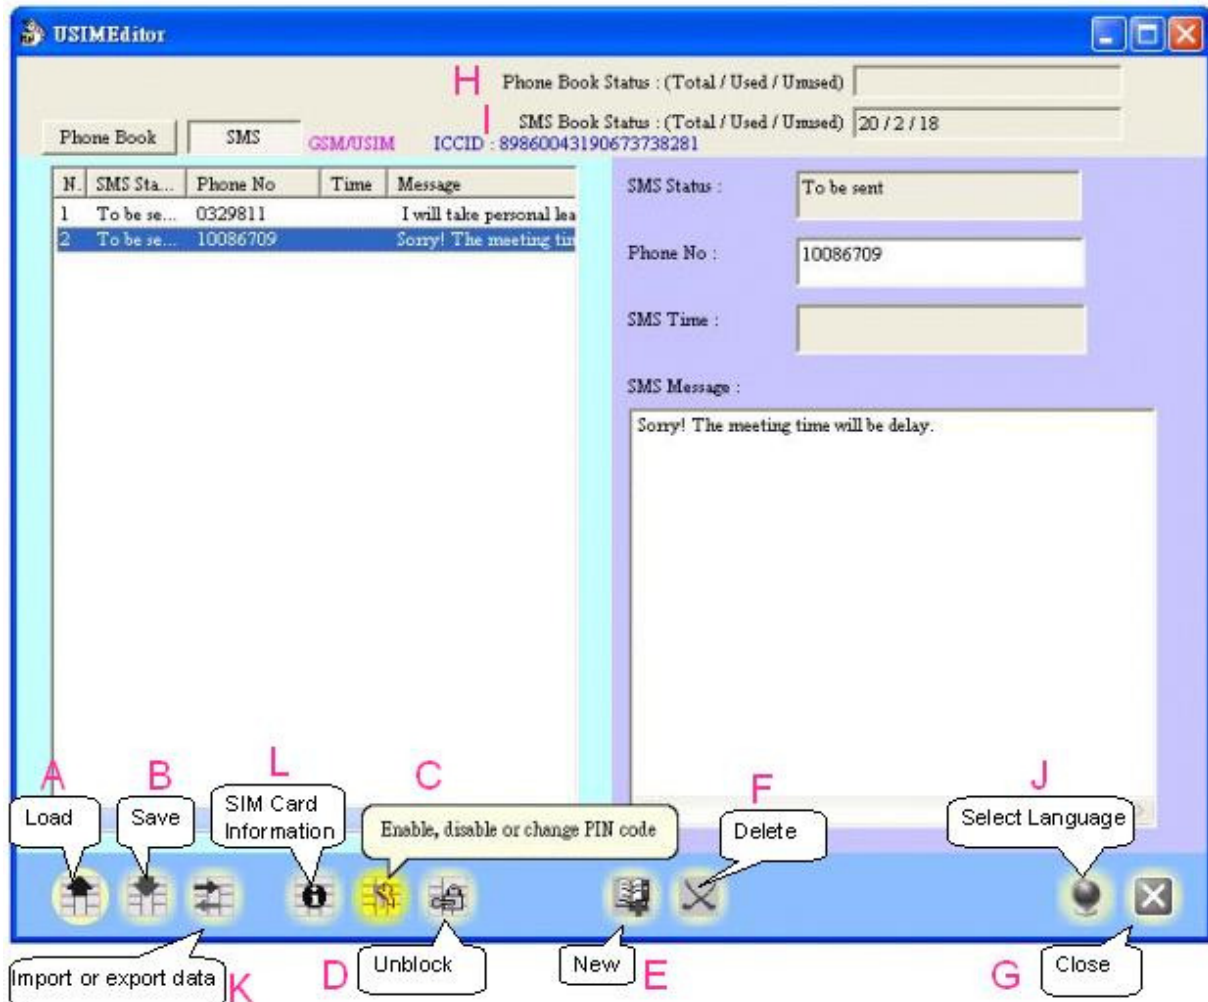 USIMEditor
H Phone Book Status : (Total / Used / Unused)
I SMS Book Status : (Total / Used / Unused) 20 / 2 / 18
Phone Book SMS GSM/USIM ICCID : 89860043190673738281
N. SMS Sta... Phone No Time Message
1 To be se... 0329811 I will take personal lea
2 To be se... 10086709 Sorry! The meeting tim
SMS Status : To be sent
Phone No : 10086709
SMS Time :
SMS Message :
Sorry! The meeting time will be delay.
A B L C F J
Load Save SIM Card Information Enable, disable or change PIN code Delete Select Language
Import or export data K D Unblock New E G Close